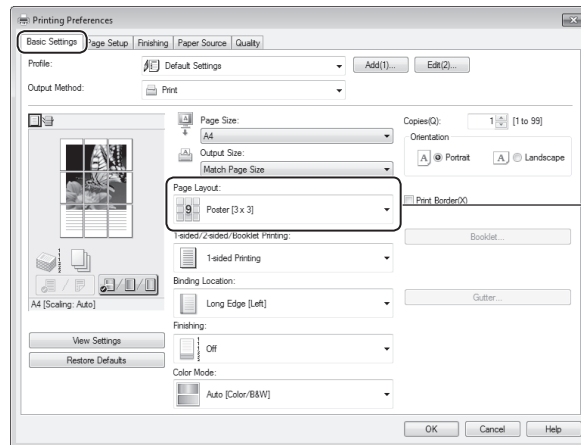 Printing Preferences
Basic Settings Page Setup Finishing Paper Source Quality
Profile: Default Settings Add(1)... Edit(2)...
Output Method: Print
Page Size:
A4
Output Size:
Match Page Size
Copies(Q): 1 [1 to 99]
Orientation
A Portrait A Landscape
Page Layout:
9 Poster [3 x 3]
Print Border(X)
1-sided/2-sided/Booklet Printing:
1-sided Printing
Booklet...
Binding Location:
Long Edge [Left]
Gutter...
A4 [Scaling: Auto]
Finishing:
Off
View Settings
Restore Defaults
Color Mode:
Auto [Color/B&W]
OK Cancel Help